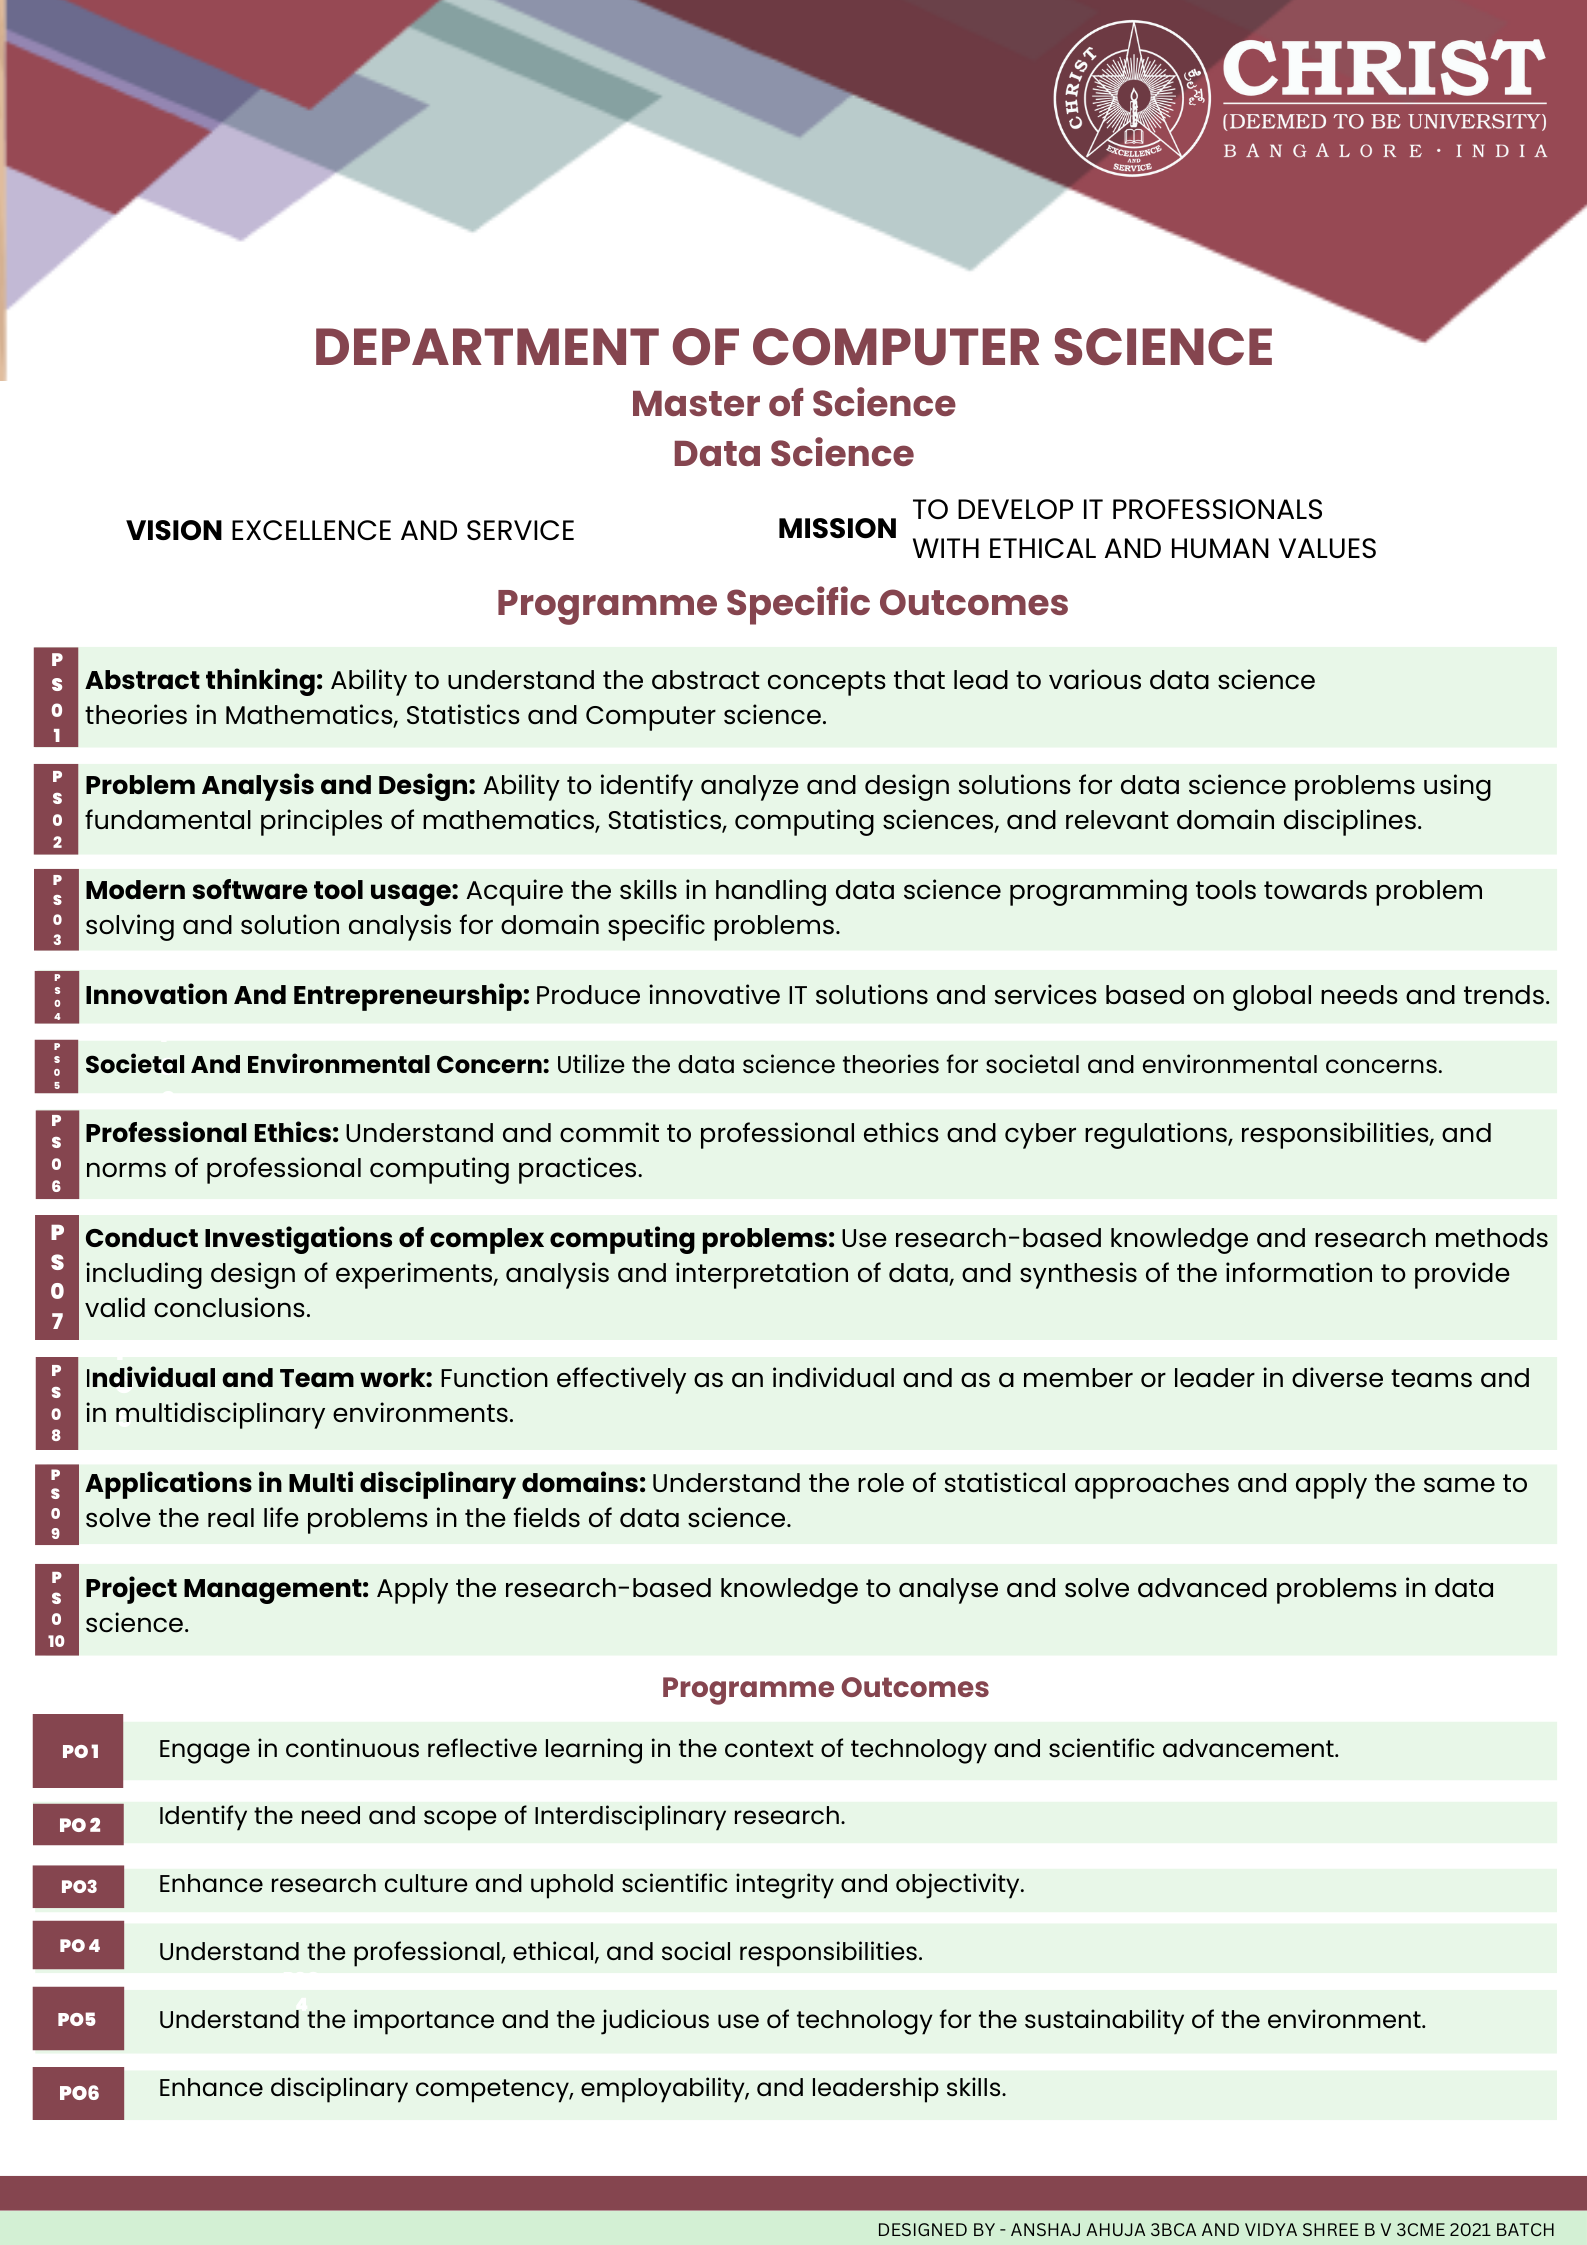 CHRIST
EXCELLENCE
AND
SERVICE
CHRIST
(DEEMED TO BE UNIVERSITY)
BANGALORE · INDIA
DEPARTMENT OF COMPUTER SCIENCE
Master of Science
Data Science
VISION EXCELLENCE AND SERVICE
MISSION TO DEVELOP IT PROFESSIONALS
WITH ETHICAL AND HUMAN VALUES
Programme Specific Outcomes
PSO1
Abstract thinking: Ability to understand the abstract concepts that lead to various data science
theories in Mathematics, Statistics and Computer science.
PSO2
Problem Analysis and Design: Ability to identify analyze and design solutions for data science problems using
fundamental principles of mathematics, Statistics, computing sciences, and relevant domain disciplines.
PSO3
Modern software tool usage: Acquire the skills in handling data science programming tools towards problem
solving and solution analysis for domain specific problems.
PSO4
Innovation And Entrepreneurship: Produce innovative IT solutions and services based on global needs and trends.
PSO5
Societal And Environmental Concern: Utilize the data science theories for societal and environmental concerns.
PSO6
Professional Ethics: Understand and commit to professional ethics and cyber regulations, responsibilities, and
norms of professional computing practices.
PSO7
Conduct Investigations of complex computing problems: Use research-based knowledge and research methods
including design of experiments, analysis and interpretation of data, and synthesis of the information to provide
valid conclusions.
PSO8
Individual and Team work: Function effectively as an individual and as a member or leader in diverse teams and
in multidisciplinary environments.
PSO9
Applications in Multi disciplinary domains: Understand the role of statistical approaches and apply the same to
solve the real life problems in the fields of data science.
PSO10
Project Management: Apply the research-based knowledge to analyse and solve advanced problems in data
science.
Programme Outcomes
PO 1 Engage in continuous reflective learning in the context of technology and scientific advancement.
PO 2 Identify the need and scope of Interdisciplinary research.
PO3 Enhance research culture and uphold scientific integrity and objectivity.
PO 4 Understand the professional, ethical, and social responsibilities.
PO5 Understand the importance and the judicious use of technology for the sustainability of the environment.
PO6 Enhance disciplinary competency, employability, and leadership skills.
DESIGNED BY - ANSHAJ AHUJA 3BCA AND VIDYA SHREE B V 3CME 2021 BATCH